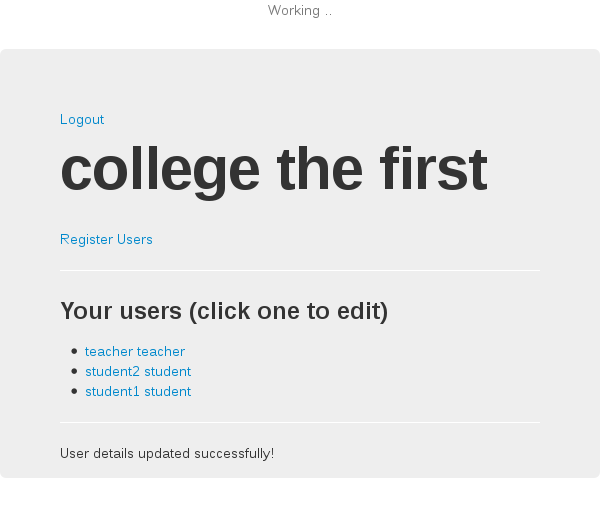 Working ..
Logout
college the first
Register Users
Your users (click one to edit)
teacher teacher
student2 student
student1 student
User details updated successfully!